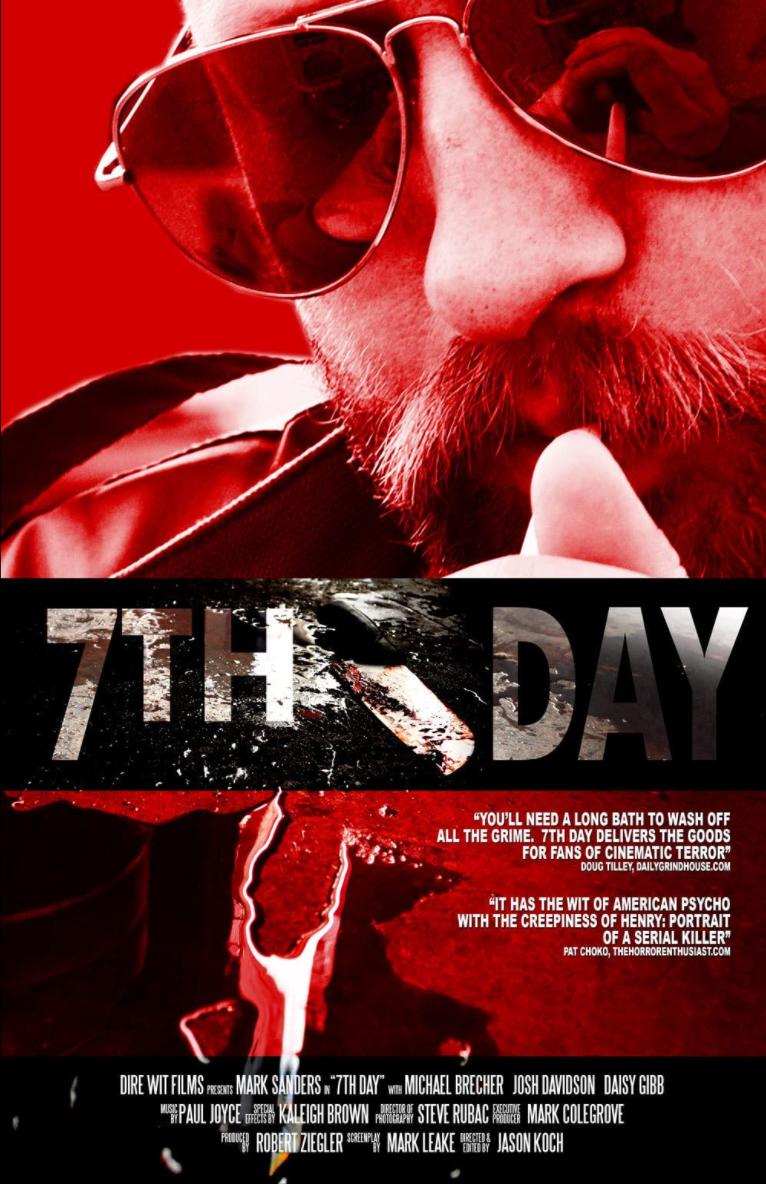 7TH DAY
“YOU’LL NEED A LONG BATH TO WASH OFF
ALL THE GRIME. 7TH DAY DELIVERS THE GOODS
FOR FANS OF CINEMATIC TERROR”
DOUG TILLEY, DAILYGRINDHOUSE.COM
“IT HAS THE WIT OF AMERICAN PSYCHO
WITH THE CREEPINESS OF HENRY: PORTRAIT
OF A SERIAL KILLER”
PAT CHOKO, THEHORRORENTHUSIAST.COM
DIRE WIT FILMS PRESENTS MARK SANDERS IN “7TH DAY” WITH MICHAEL BRECHER JOSH DAVIDSON DAISY GIBB
MUSIC BY PAUL JOYCE SPECIAL EFFECTS BY KALEIGH BROWN DIRECTOR OF PHOTOGRAPHY STEVE RUBAC EXECUTIVE PRODUCER MARK COLEGROVE
PRODUCED BY ROBERT ZIEGLER SCREENPLAY BY MARK LEAKE DIRECTED & EDITED BY JASON KOCH